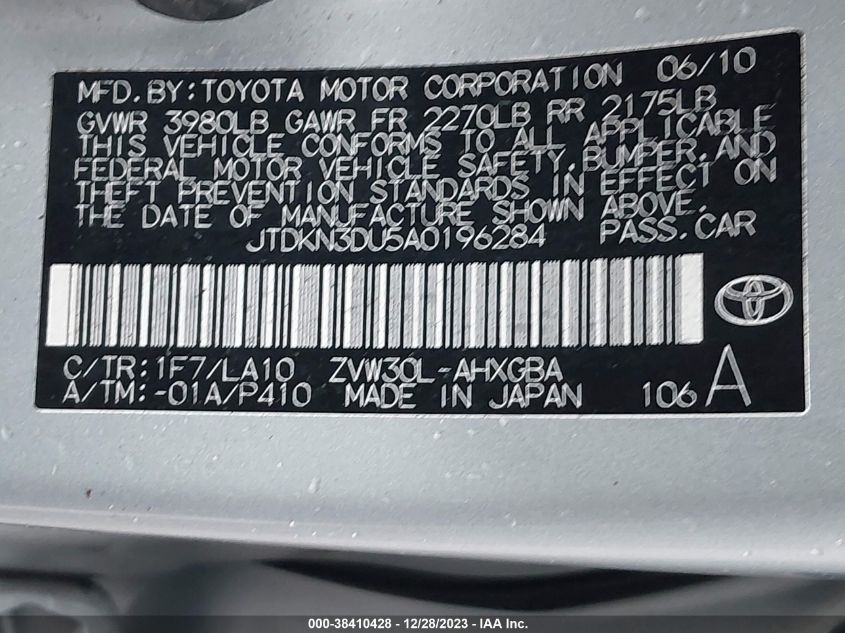 MFD.BY:TOYOTA MOTOR CORPORATION 06/10
GVWR 3980LB GAWR FR 2270LB RR 2175LB
THIS VEHICLE CONFORMS TO ALL APPLICABLE
FEDERAL MOTOR VEHICLE SAFETY,BUMPER,AND
THEFT PREVENTION STANDARDS IN EFFECT ON
THE DATE OF MANUFACTURE SHOWN ABOVE.
JTDKN3DU5A0196284 PASS.CAR
C/TR:1F7/LA10 ZVW30L-AHXGBA
A/TM:-01A/P410 MADE IN JAPAN 106 A
000-38410428 - 12/28/2023 - IAA Inc.